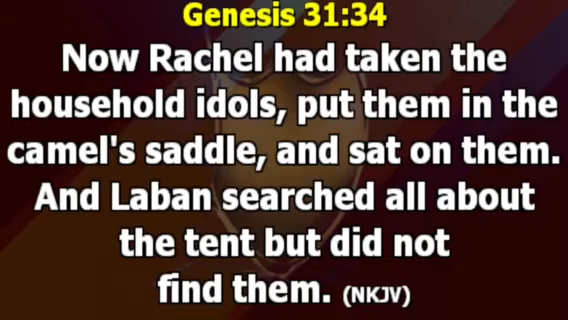 Genesis 31:34
Now Rachel had taken the
household idols, put them in the
camel's saddle, and sat on them.
And Laban searched all about
the tent but did not
find them. (NKJV)